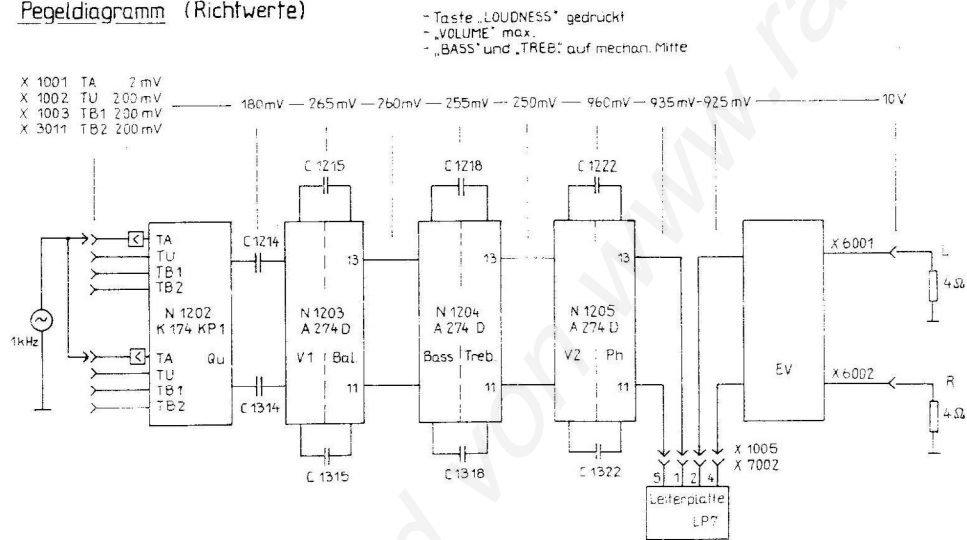 Pegeldiagramm (Richtwerte)
- Taste „LOUDNESS" gedrückt
- „VOLUME" max.
- „BASS" und „TREB." auf mechan. Mitte
X 1001 TA 2 mV
X 1002 TU 200 mV
X 1003 TB1 200 mV
X 3011 TB2 200 mV
180mV — 265mV — 260mV — 255mV — 250mV — 960mV — 935mV - 925mV — 10V
C 1215 C 1218 C 1222
C 1214
TA
TU
TB1
TB2
N 1202
K 174 KP1
Qu
TA
TU
TB1
TB2
1kHz
C 1314
13
N 1203
A 274 D
V1 Bal.
11
C 1315
13
N 1204
A 274 D
Bass Treb.
11
C 1318
13
N 1205
A 274 D
V2 Ph
11
C 1322
EV
X 6001
L
4Ω
X 6002
R
4Ω
X 1005
X 7002
5 1 2 4
Leiterplatte
LP7
d von www.ra